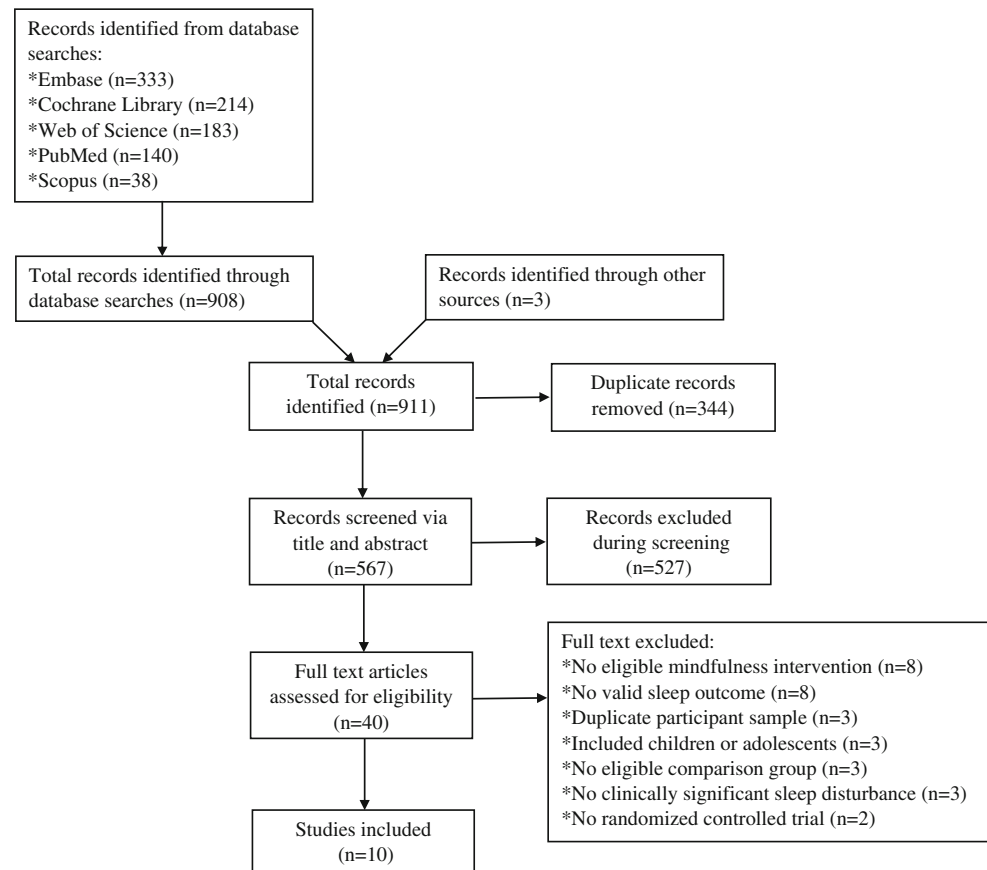 Records identified from database
searches:
*Embase (n=333)
*Cochrane Library (n=214)
*Web of Science (n=183)
*PubMed (n=140)
*Scopus (n=38)
Total records identified through
database searches (n=908)
Records identified through other
sources (n=3)
Total records
identified (n=911)
Duplicate records
removed (n=344)
Records screened via
title and abstract
(n=567)
Records excluded
during screening
(n=527)
Full text articles
assessed for eligibility
(n=40)
Full text excluded:
*No eligible mindfulness intervention (n=8)
*No valid sleep outcome (n=8)
*Duplicate participant sample (n=3)
*Included children or adolescents (n=3)
*No eligible comparison group (n=3)
*No clinically significant sleep disturbance (n=3)
*No randomized controlled trial (n=2)
Studies included
(n=10)